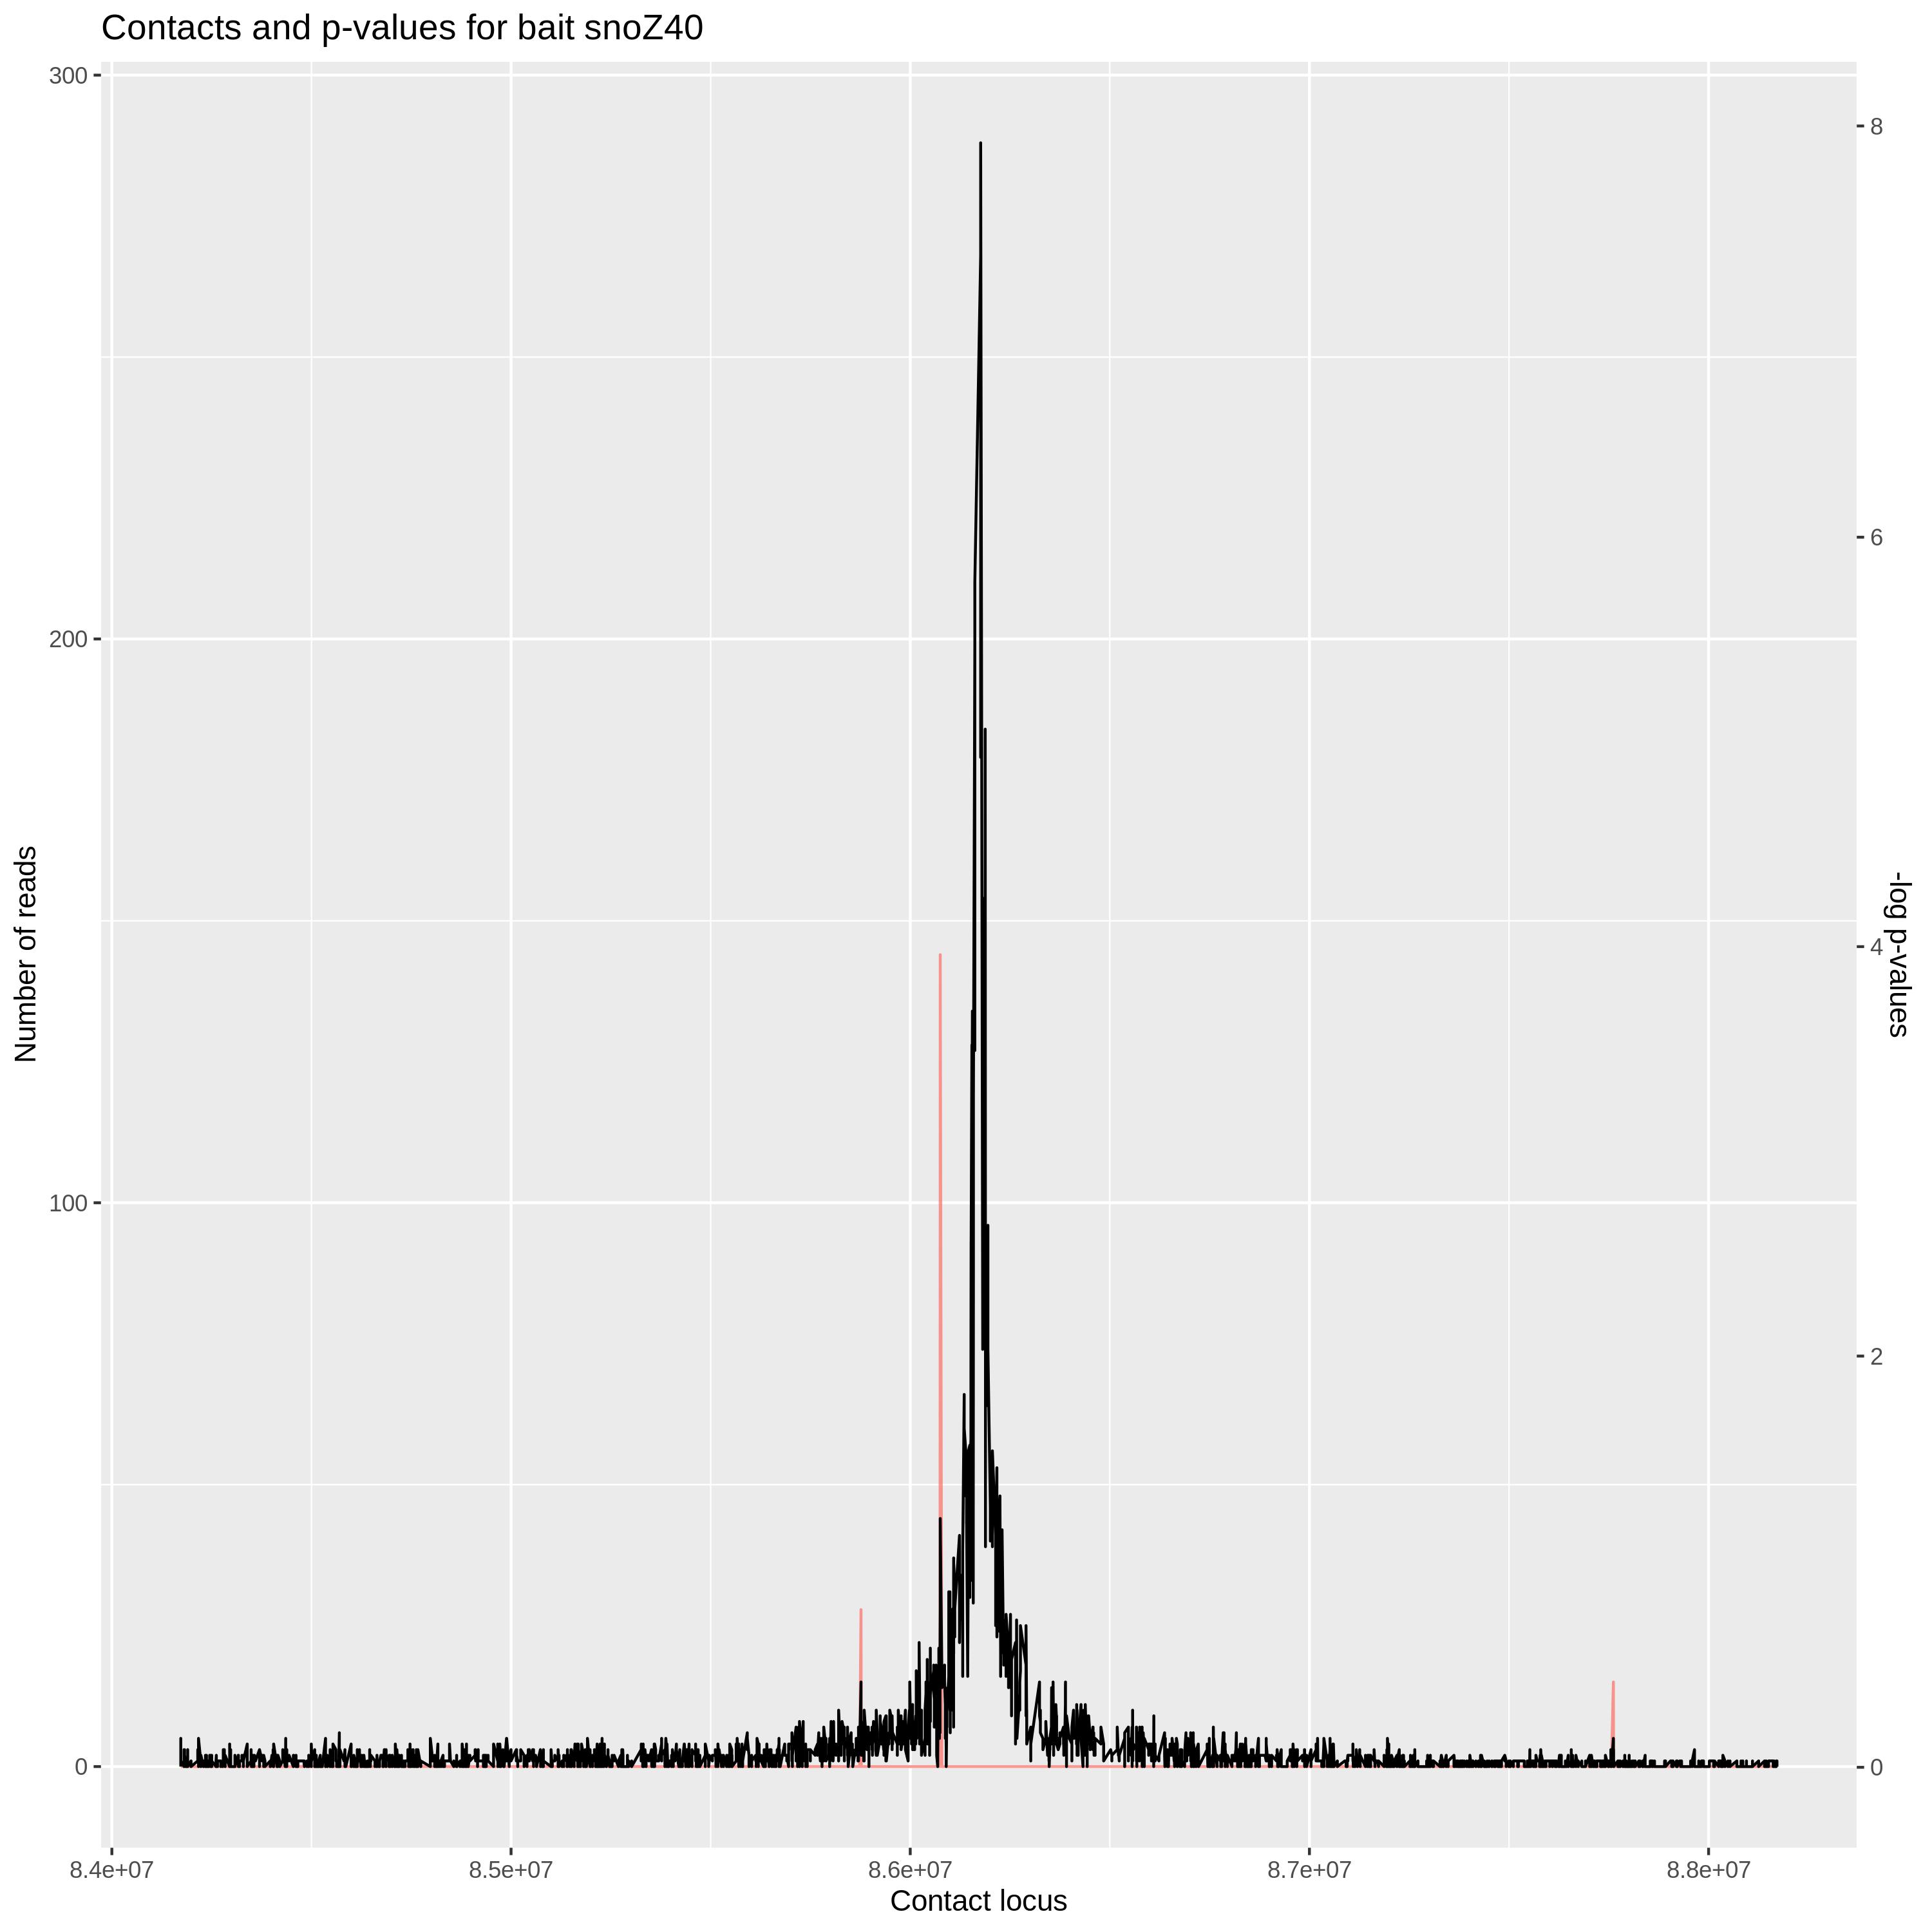 Contacts and p-values for bait snoZ40
300
200
100
0
Number of reads
8
6
4
2
0
-log p-values
8.4e+07
8.5e+07
8.6e+07
8.7e+07
8.8e+07
Contact locus